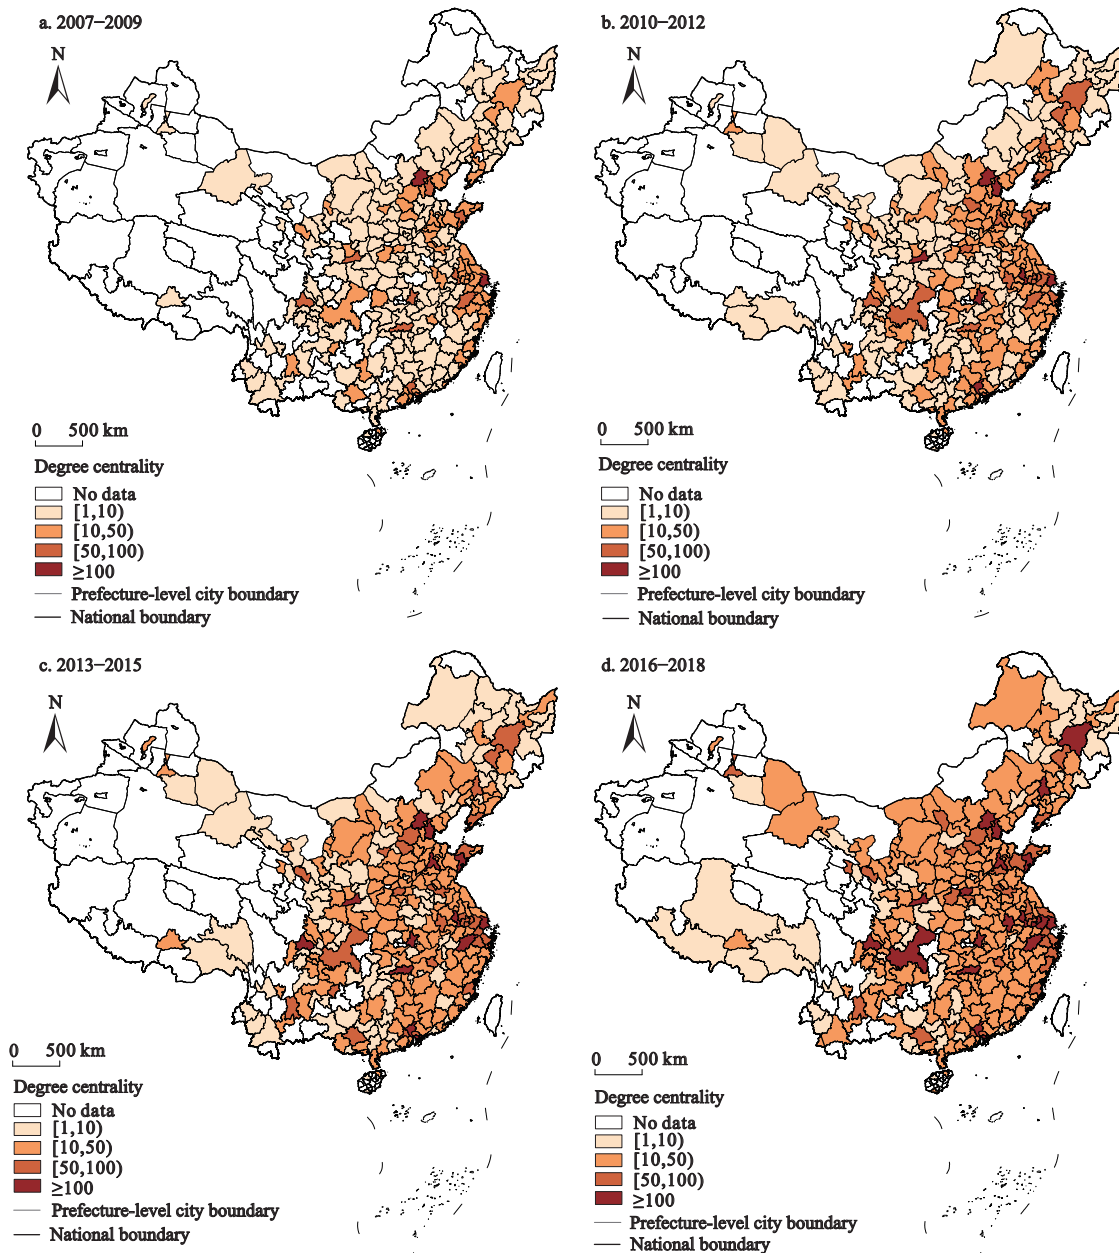 a. 2007−2009
N
0 500 km
Degree centrality
No data
[1,10)
[10,50)
[50,100)
≥100
Prefecture-level city boundary
National boundary
b. 2010−2012
N
0 500 km
Degree centrality
No data
[1,10)
[10,50)
[50,100)
≥100
Prefecture-level city boundary
National boundary
c. 2013−2015
N
0 500 km
Degree centrality
No data
[1,10)
[10,50)
[50,100)
≥100
Prefecture-level city boundary
National boundary
d. 2016−2018
N
0 500 km
Degree centrality
No data
[1,10)
[10,50)
[50,100)
≥100
Prefecture-level city boundary
National boundary